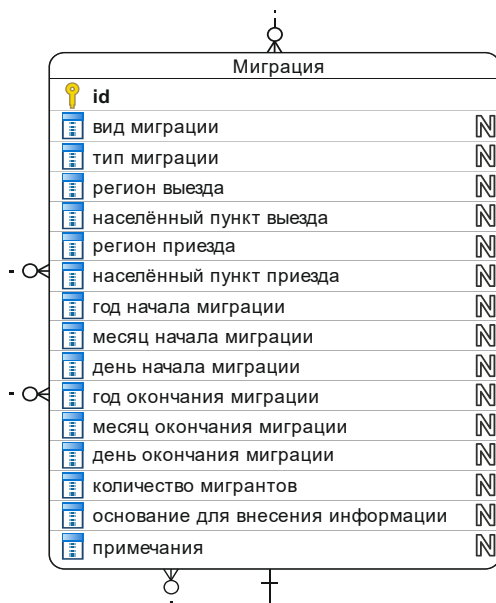 Миграция
id
вид миграции N
тип миграции N
регион выезда N
населённый пункт выезда N
регион приезда N
населённый пункт приезда N
год начала миграции N
месяц начала миграции N
день начала миграции N
год окончания миграции N
месяц окончания миграции N
день окончания миграции N
количество мигрантов N
основание для внесения информации N
примечания N